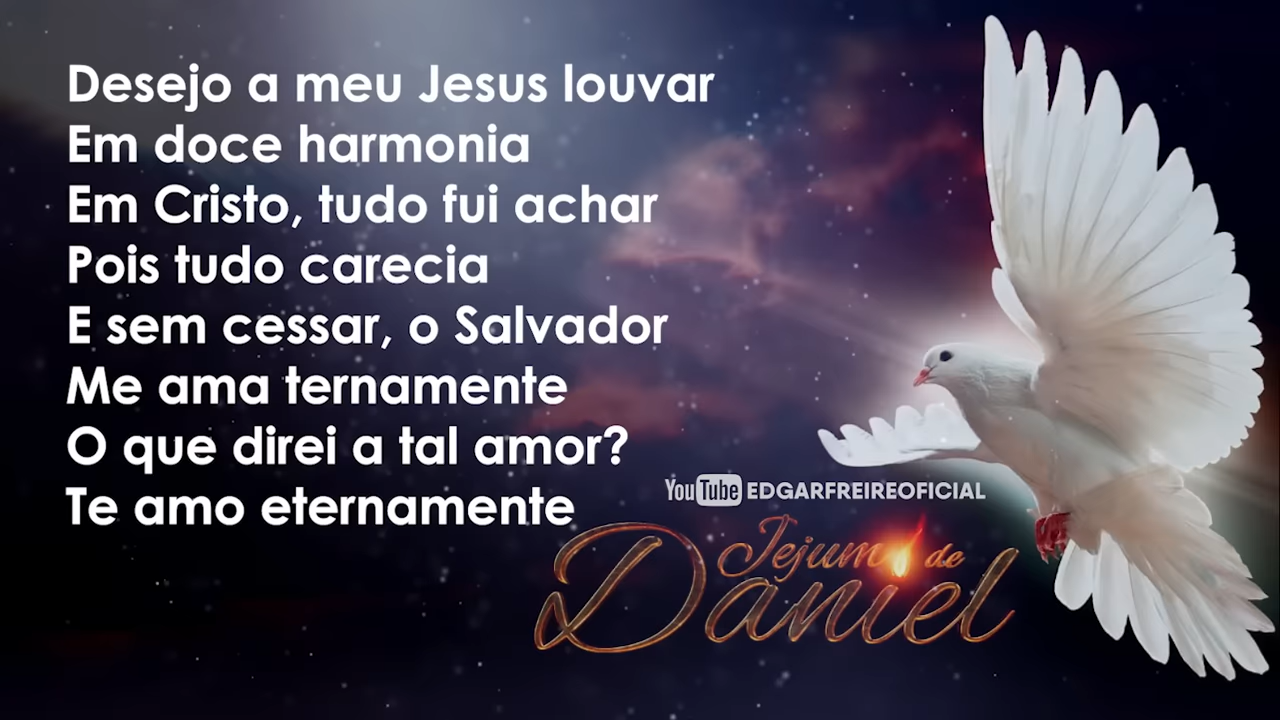 Desejo a meu Jesus louvar
Em doce harmonia
Em Cristo, tudo fui achar
Pois tudo carecia
E sem cessar, o Salvador
Me ama ternamente
O que direi a tal amor?
Te amo eternamente
YouTube EDGARFREIREOFICIAL
Jejum de
Daniel